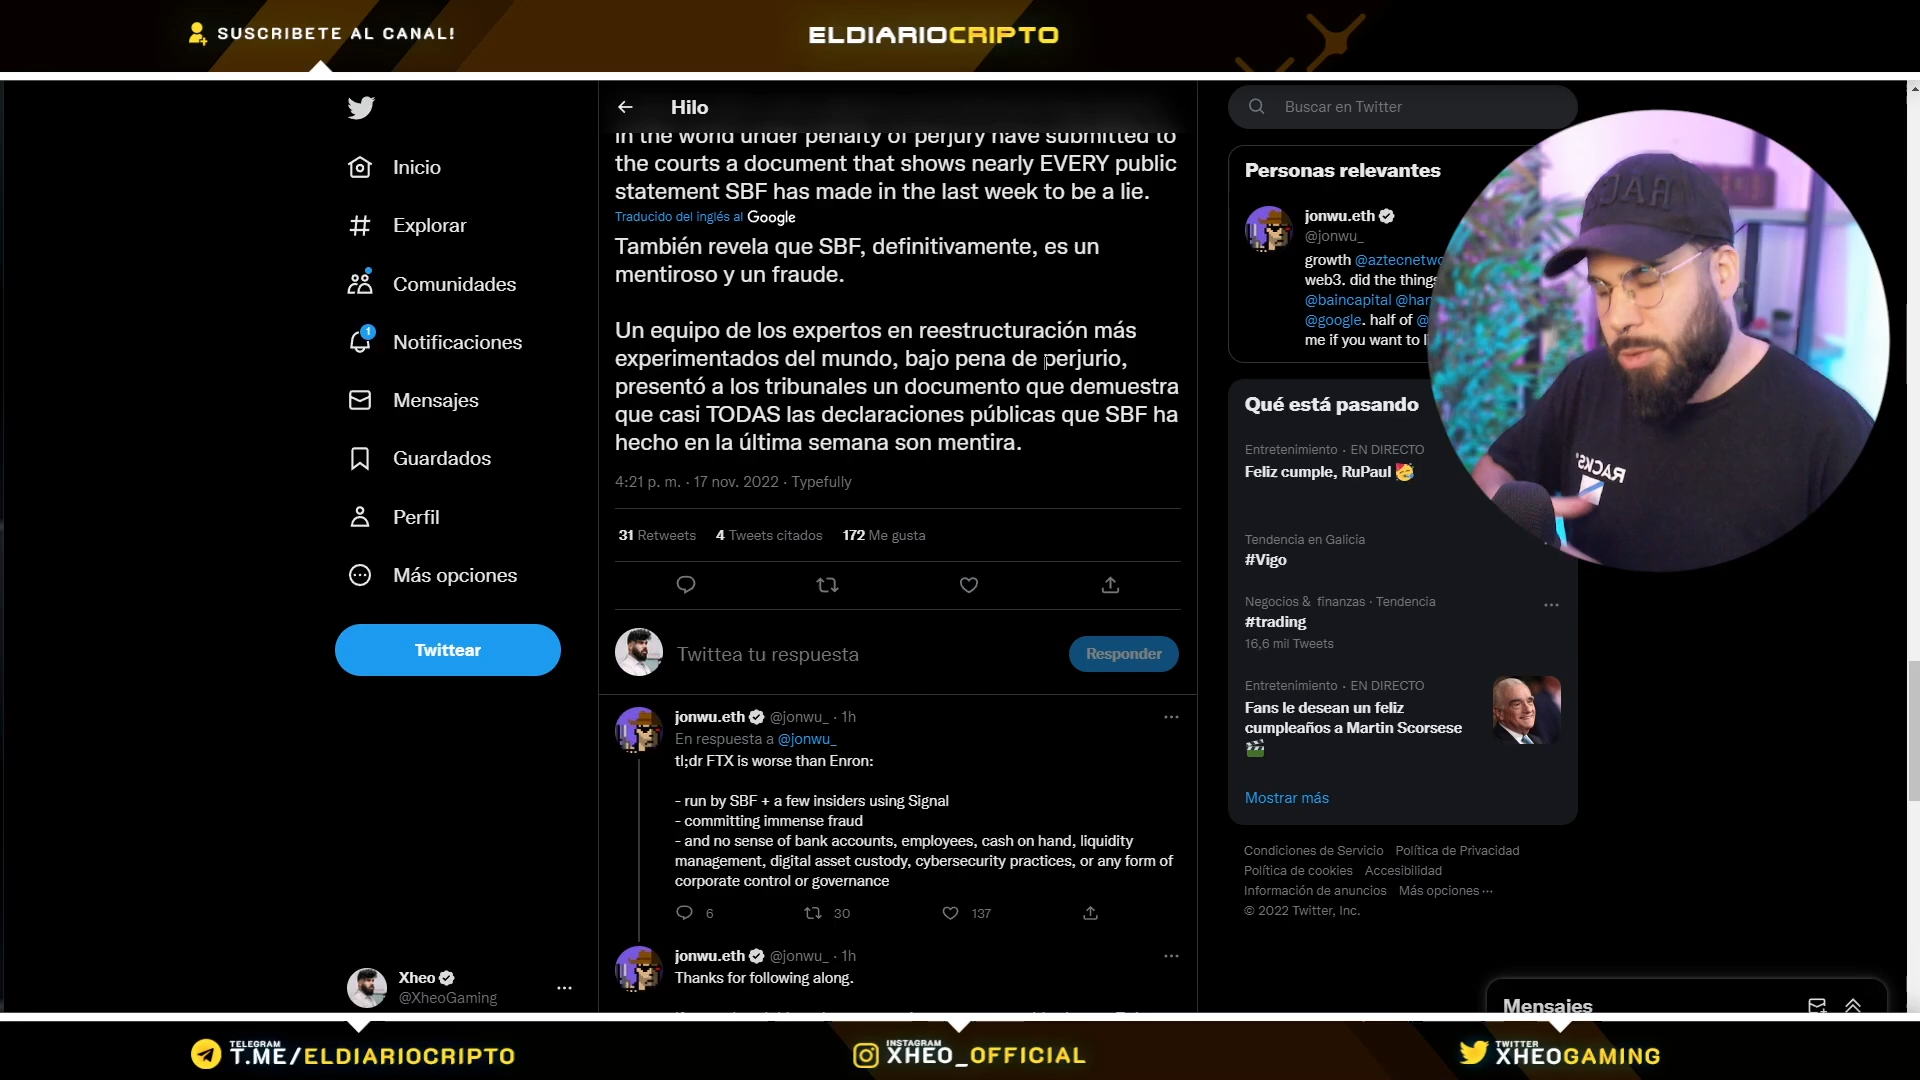 SUSCRIBETE AL CANAL!
ELDIARIOCRIPTO
Inicio
Explorar
Comunidades
1
Notificaciones
Mensajes
Guardados
Perfil
Más opciones
Twittear
Xheo
@XheoGaming
Hilo
in the world under penalty of perjury have submitted to
the courts a document that shows nearly EVERY public
statement SBF has made in the last week to be a lie.
Traducido del inglés al Google
También revela que SBF, definitivamente, es un
mentiroso y un fraude.
Un equipo de los expertos en reestructuración más
experimentados del mundo, bajo pena de perjurio,
presentó a los tribunales un documento que demuestra
que casi TODAS las declaraciones públicas que SBF ha
hecho en la última semana son mentira.
4:21 p. m. · 17 nov. 2022 · Typefully
31 Retweets 4 Tweets citados 172 Me gusta
Twittea tu respuesta
Responder
jonwu.eth @jonwu_ · 1h
En respuesta a @jonwu_
tl;dr FTX is worse than Enron:
- run by SBF + a few insiders using Signal
- committing immense fraud
- and no sense of bank accounts, employees, cash on hand, liquidity
management, digital asset custody, cybersecurity practices, or any form of
corporate control or governance
6 30 137
jonwu.eth @jonwu_ · 1h
Thanks for following along.
Buscar en Twitter
Personas relevantes
jonwu.eth
@jonwu_
growth
web3. did the things
@baincapital
@google. half of @
me if you want to
Qué está pasando
Entretenimiento · EN DIRECTO
Feliz cumple, RuPaul
Tendencia en Galicia
#Vigo
Negocios & finanzas · Tendencia
#trading
16,6 mil Tweets
Entretenimiento · EN DIRECTO
Fans le desean un feliz
cumpleaños a Martin Scorsese
Mostrar más
Condiciones de Servicio Política de Privacidad
Política de cookies Accesibilidad
Información de anuncios Más opciones ···
© 2022 Twitter, Inc.
Mensajes
RACKS
TELEGRAM
T.ME/ELDIARIOCRIPTO
INSTAGRAM
XHEO_OFFICIAL
TWITTER
XHEOGAMING